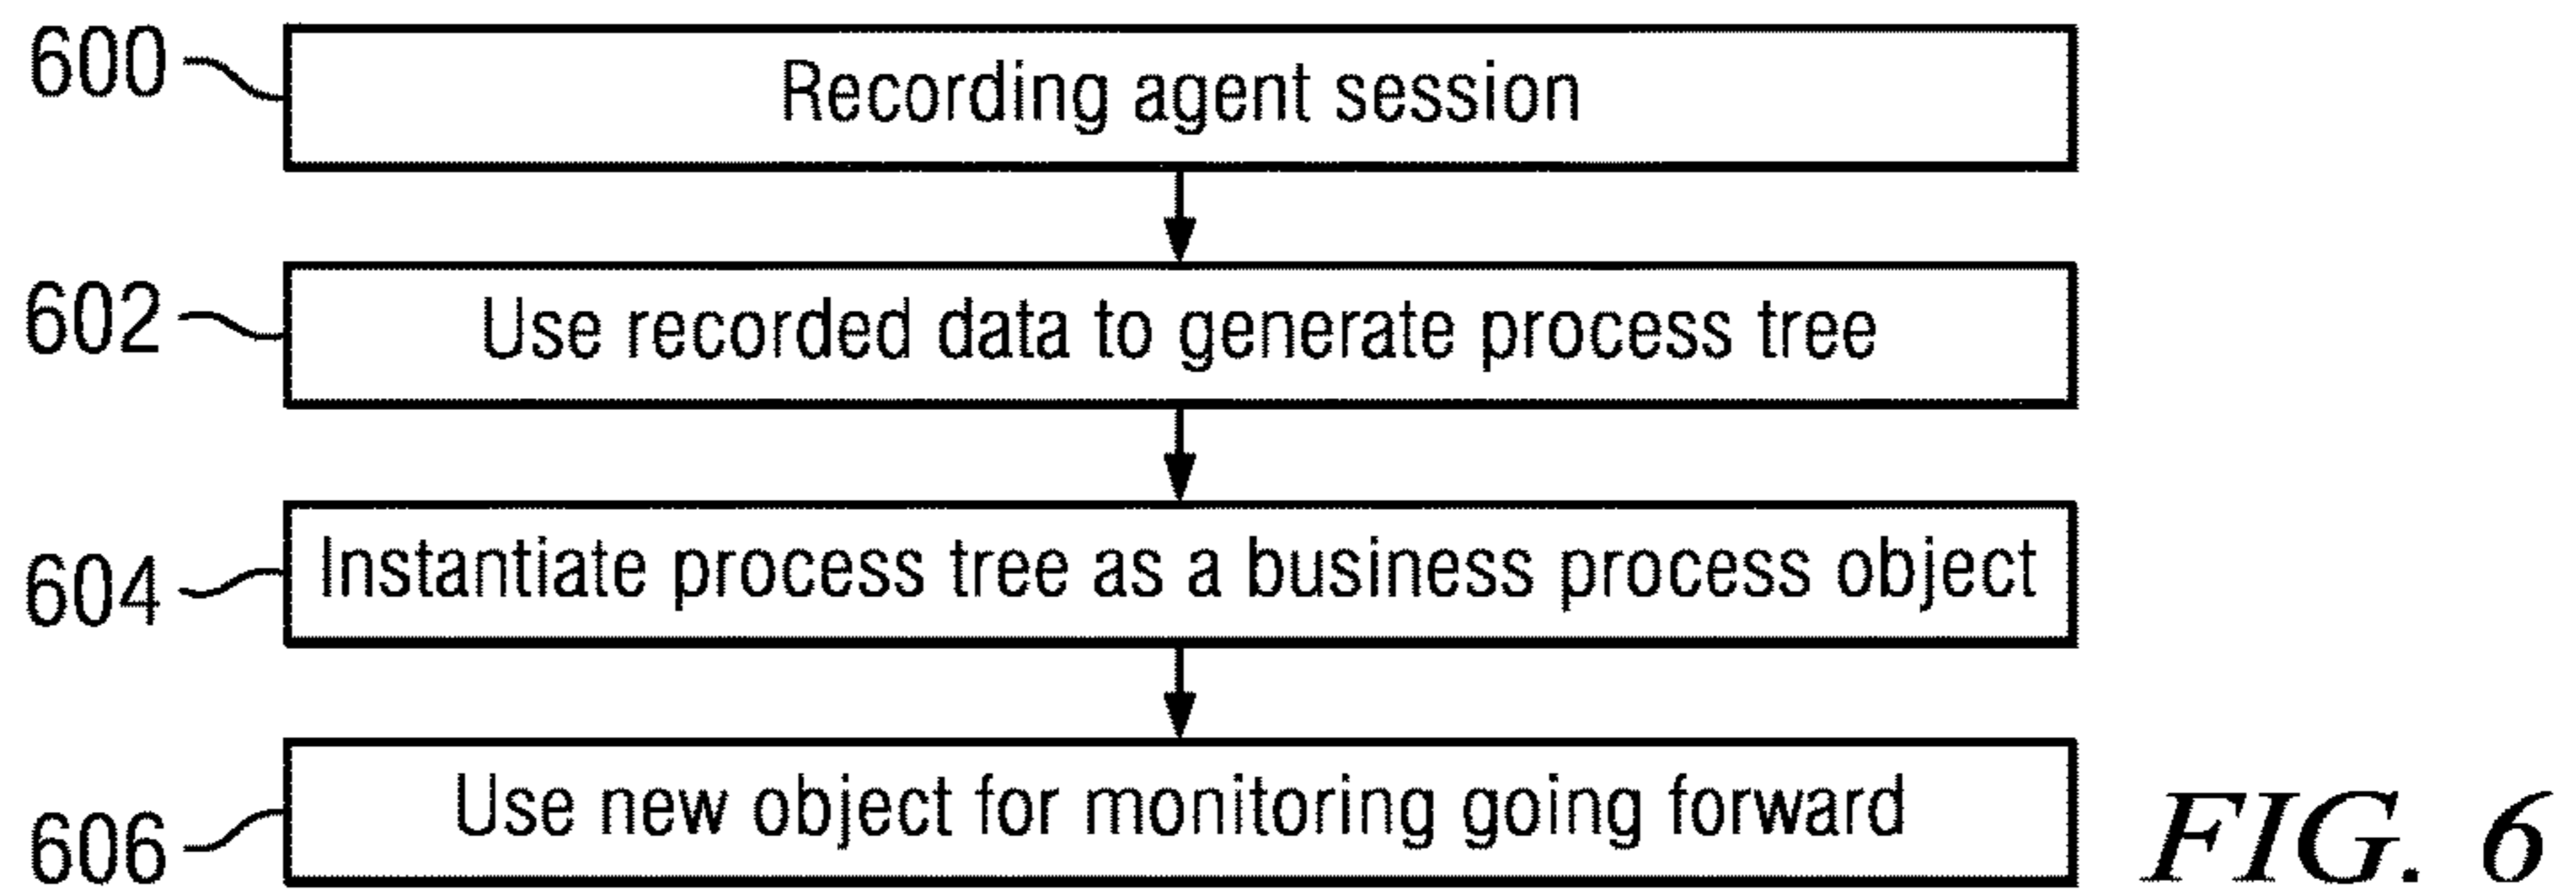 600
Recording agent session
602
Use recorded data to generate process tree
604
Instantiate process tree as a business process object
606
Use new object for monitoring going forward
FIG. 6